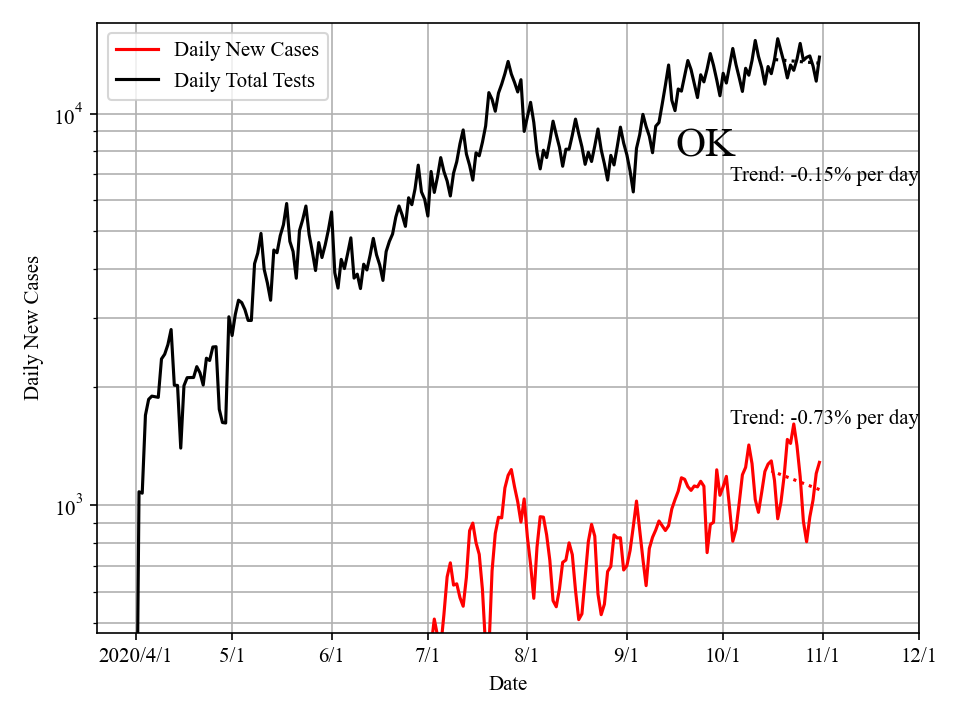 Daily New Cases
Daily Total Tests
10^4
OK
Trend: -0.15% per day
Daily New Cases
Trend: -0.73% per day
10^3
2020/4/1 5/1 6/1 7/1 8/1 9/1 10/1 11/1 12/1
Date